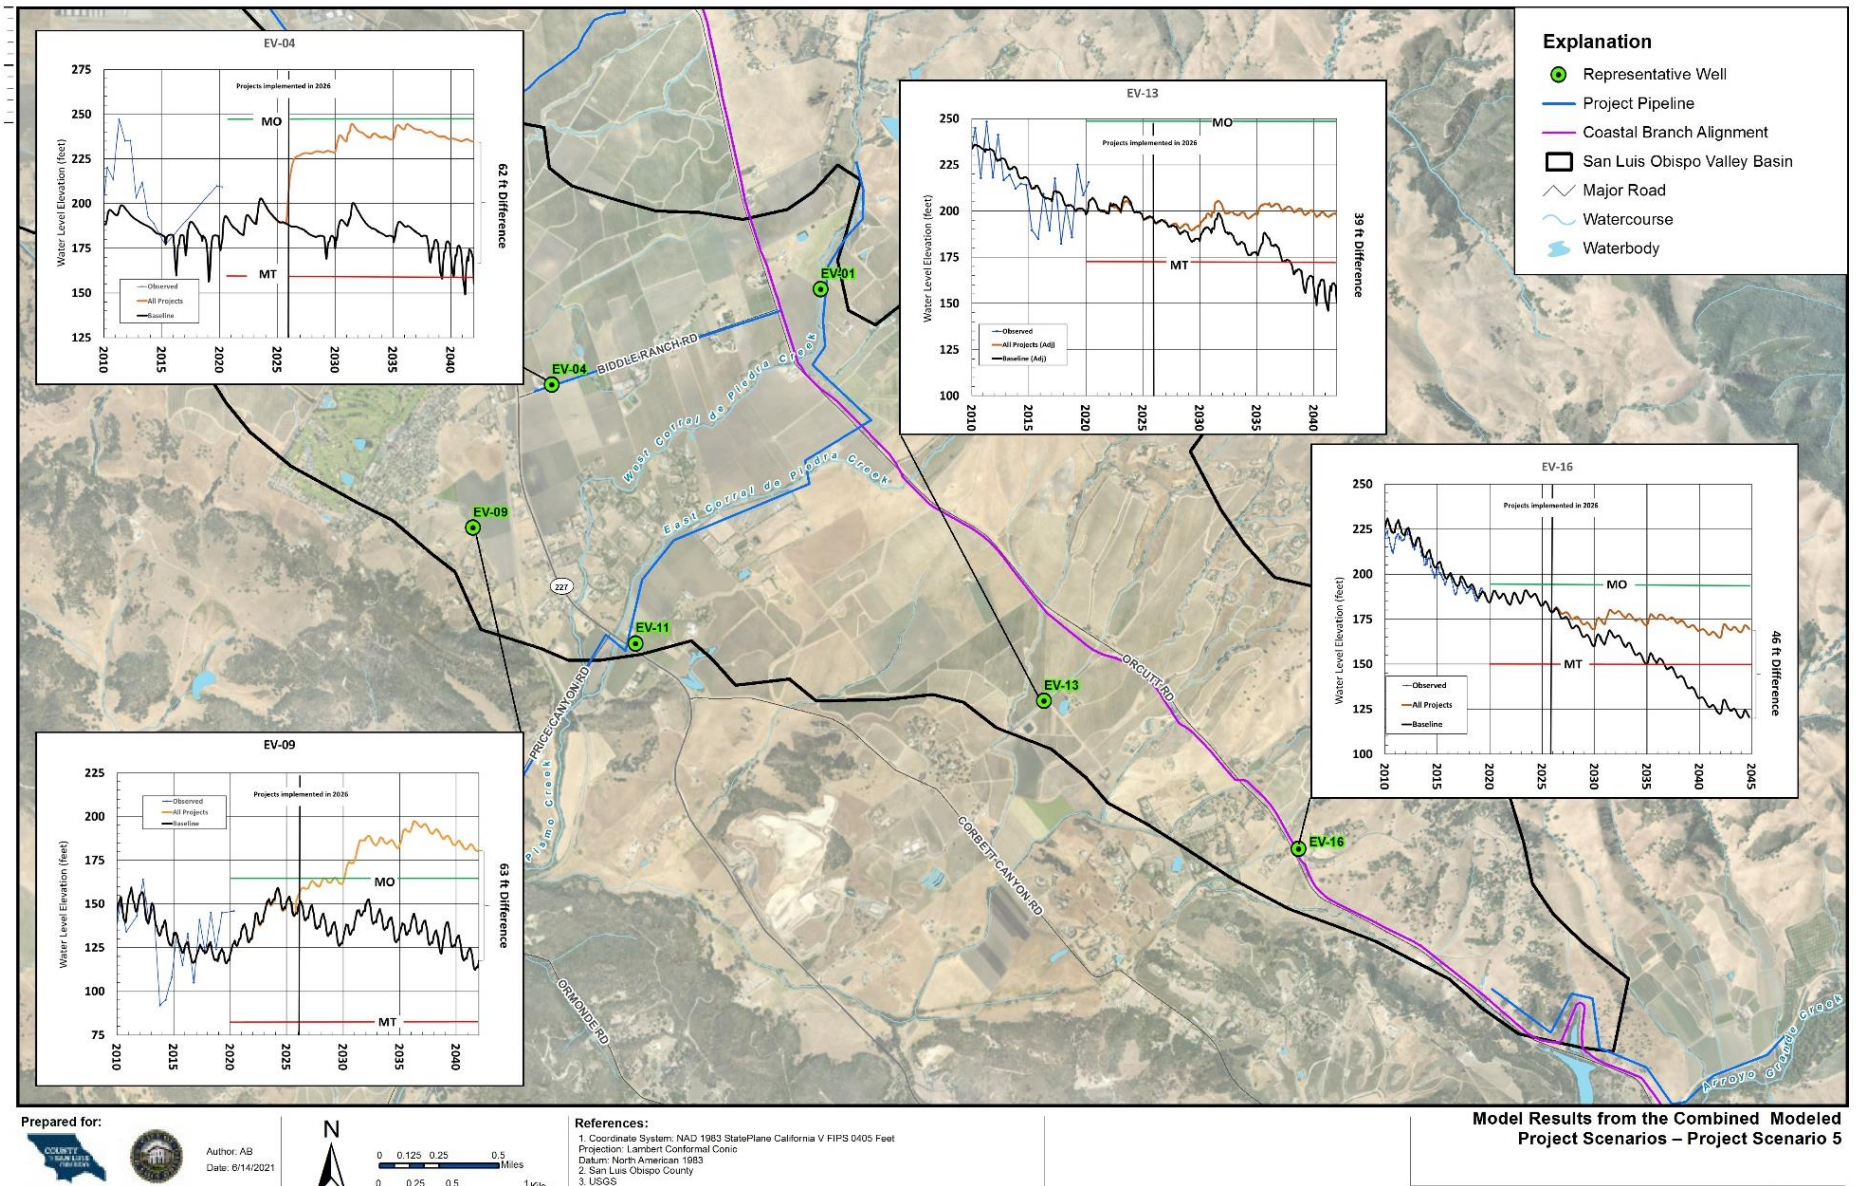 EV-04
275
250
225
200
175
150
125
Water Level Elevation (feet)
Projects implemented in 2026
MO
MT
Observed
All Projects
Baseline
2010
2015
2020
2025
2030
2035
2040
62 ft Difference
EV-13
250
225
200
175
150
125
100
Water Level Elevation (feet)
Projects implemented in 2026
MO
MT
Observed
All Projects (Adj)
Baseline (Adj)
2010
2015
2020
2025
2030
2035
2040
39 ft Difference
Explanation
Representative Well
Project Pipeline
Coastal Branch Alignment
San Luis Obispo Valley Basin
Major Road
Watercourse
Waterbody
EV-01
BIDDLE RANCH RD
EV-04
West Corral de Piedra Creek
East Corral de Piedra Creek
EV-09
227
EV-11
PRICE CANYON RD
EV-13
ORCUTT RD
EV-16
250
225
200
175
150
125
100
Water Level Elevation (feet)
Projects implemented in 2026
MO
MT
Observed
All Projects
Baseline
2010
2015
2020
2025
2030
2035
2040
2045
46 ft Difference
EV-09
225
200
175
150
125
100
75
Water Level Elevation (feet)
Observed
All Projects
Baseline
Projects implemented in 2026
MO
MT
2010
2015
2020
2025
2030
2035
2040
63 ft Difference
Pismo Creek
CORBETT CANYON RD
EV-16
ORMONDE RD
Arroyo Grande Creek
Prepared for:
COUNTY
SAN LUIS
OBISPO
Author: AB
Date: 6/14/2021
N
0 0.125 0.25 0.5
Miles
0 0.25 0.5 1
References:
1. Coordinate System: NAD 1983 StatePlane California V FIPS 0405 Feet
Projection: Lambert Conformal Conic
Datum: North American 1983
2. San Luis Obispo County
3. USGS
Model Results from the Combined Modeled
Project Scenarios – Project Scenario 5